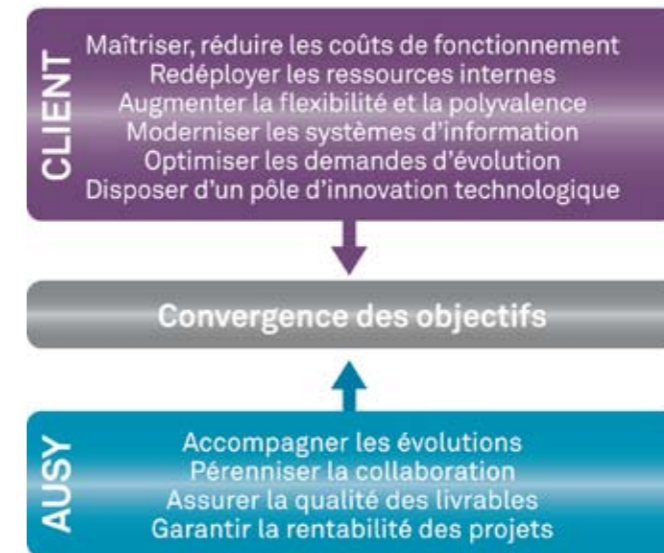 CLIENT
Maîtriser, réduire les coûts de fonctionnement
Redéployer les ressources internes
Augmenter la flexibilité et la polyvalence
Moderniser les systèmes d'information
Optimiser les demandes d'évolution
Disposer d'un pôle d'innovation technologique
Convergence des objectifs
AUSY
Accompagner les évolutions
Pérenniser la collaboration
Assurer la qualité des livrables
Garantir la rentabilité des projets